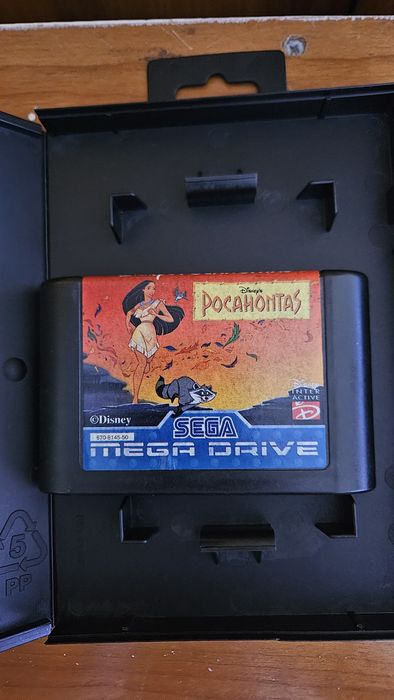 Disney's
POCAHONTAS
INTER
ACTIVE
©Disney
670-8145-50
SEGA
MEGA DRIVE
5
PP